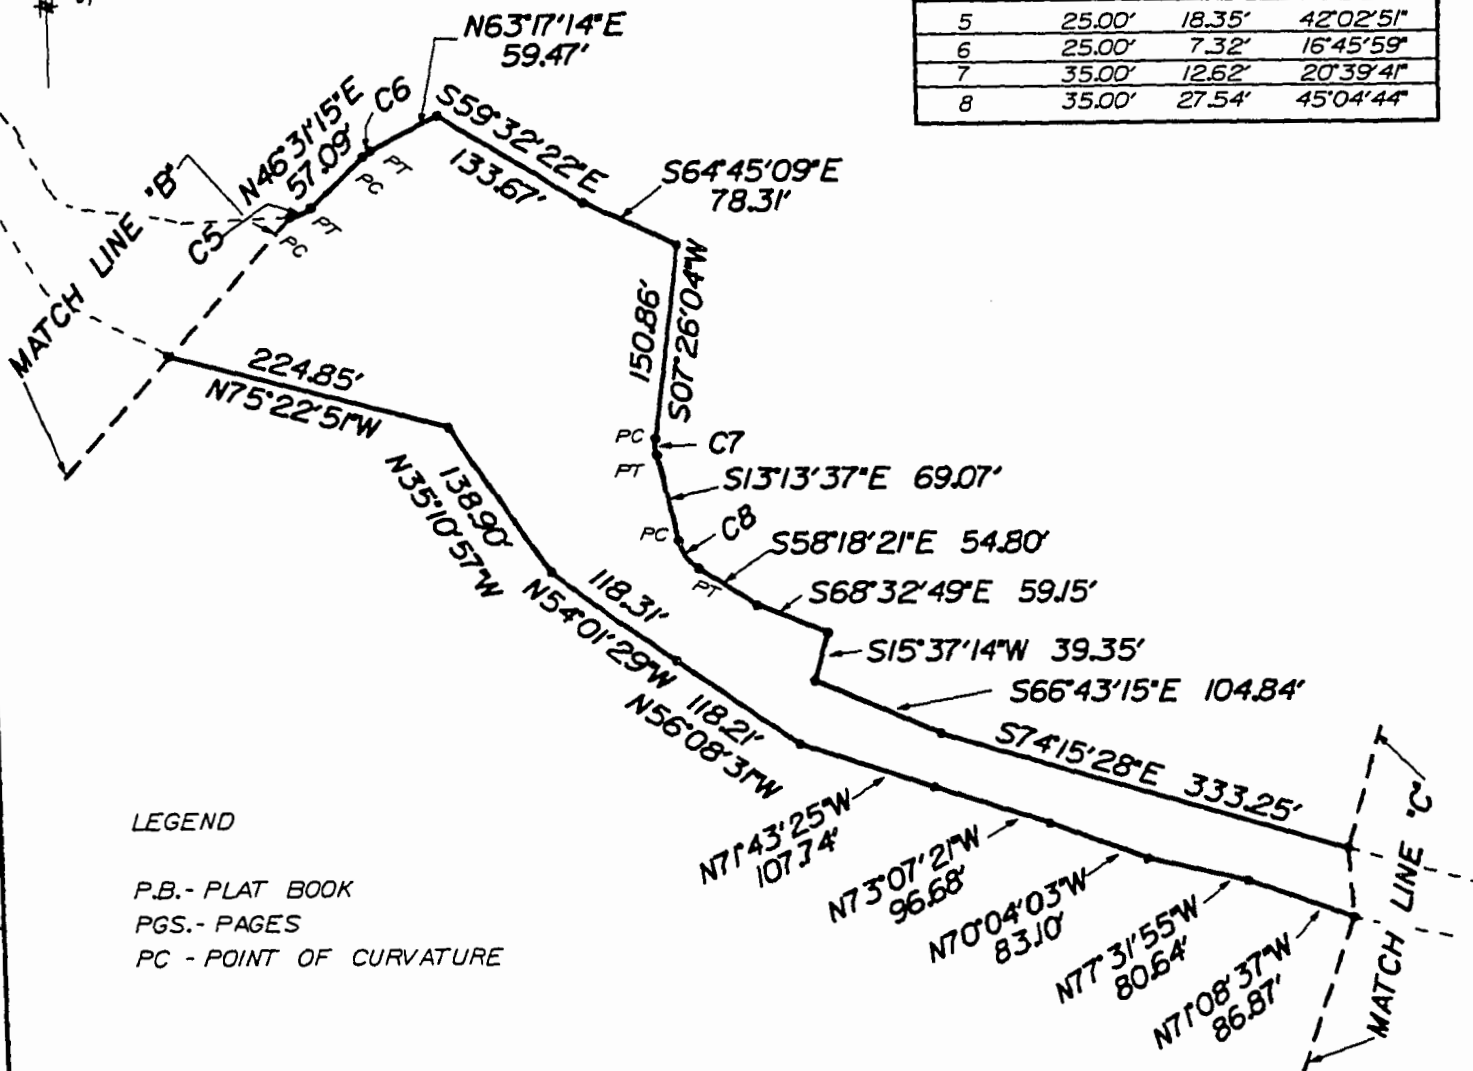 5 25.00' 18.35' 42°02'51"
6 25.00' 7.32' 16°45'59"
7 35.00' 12.62' 20°39'41"
8 35.00' 27.54' 45°04'44"
#
N63°17'14"E
59.47'
C6
N46°31'15"E
57.09'
PT
PC
S59°32'22"E
133.67'
S64°45'09"E
78.31'
MATCH LINE "B"
C5
PT
PC
150.86'
S07°26'04"W
224.85'
N75°22'51"W
PC
C7
PT
S13°13'37"E 69.07'
138.90'
N35°10'57"W
PC
C8
S58°18'21"E 54.80'
PT
S68°32'49"E 59.15'
118.31'
N54°01'29"W
S15°37'14"W 39.35'
S66°43'15"E 104.84'
118.21'
N56°08'31"W
S74°15'28"E 333.25'
N71°43'25"W
107.74'
N73°07'21"W
96.68'
N70°04'03"W
83.10'
N77°31'55"W
80.64'
N71°08'37"W
86.87'
MATCH LINE "C"
LEGEND
P.B.- PLAT BOOK
PGS.- PAGES
PC - POINT OF CURVATURE